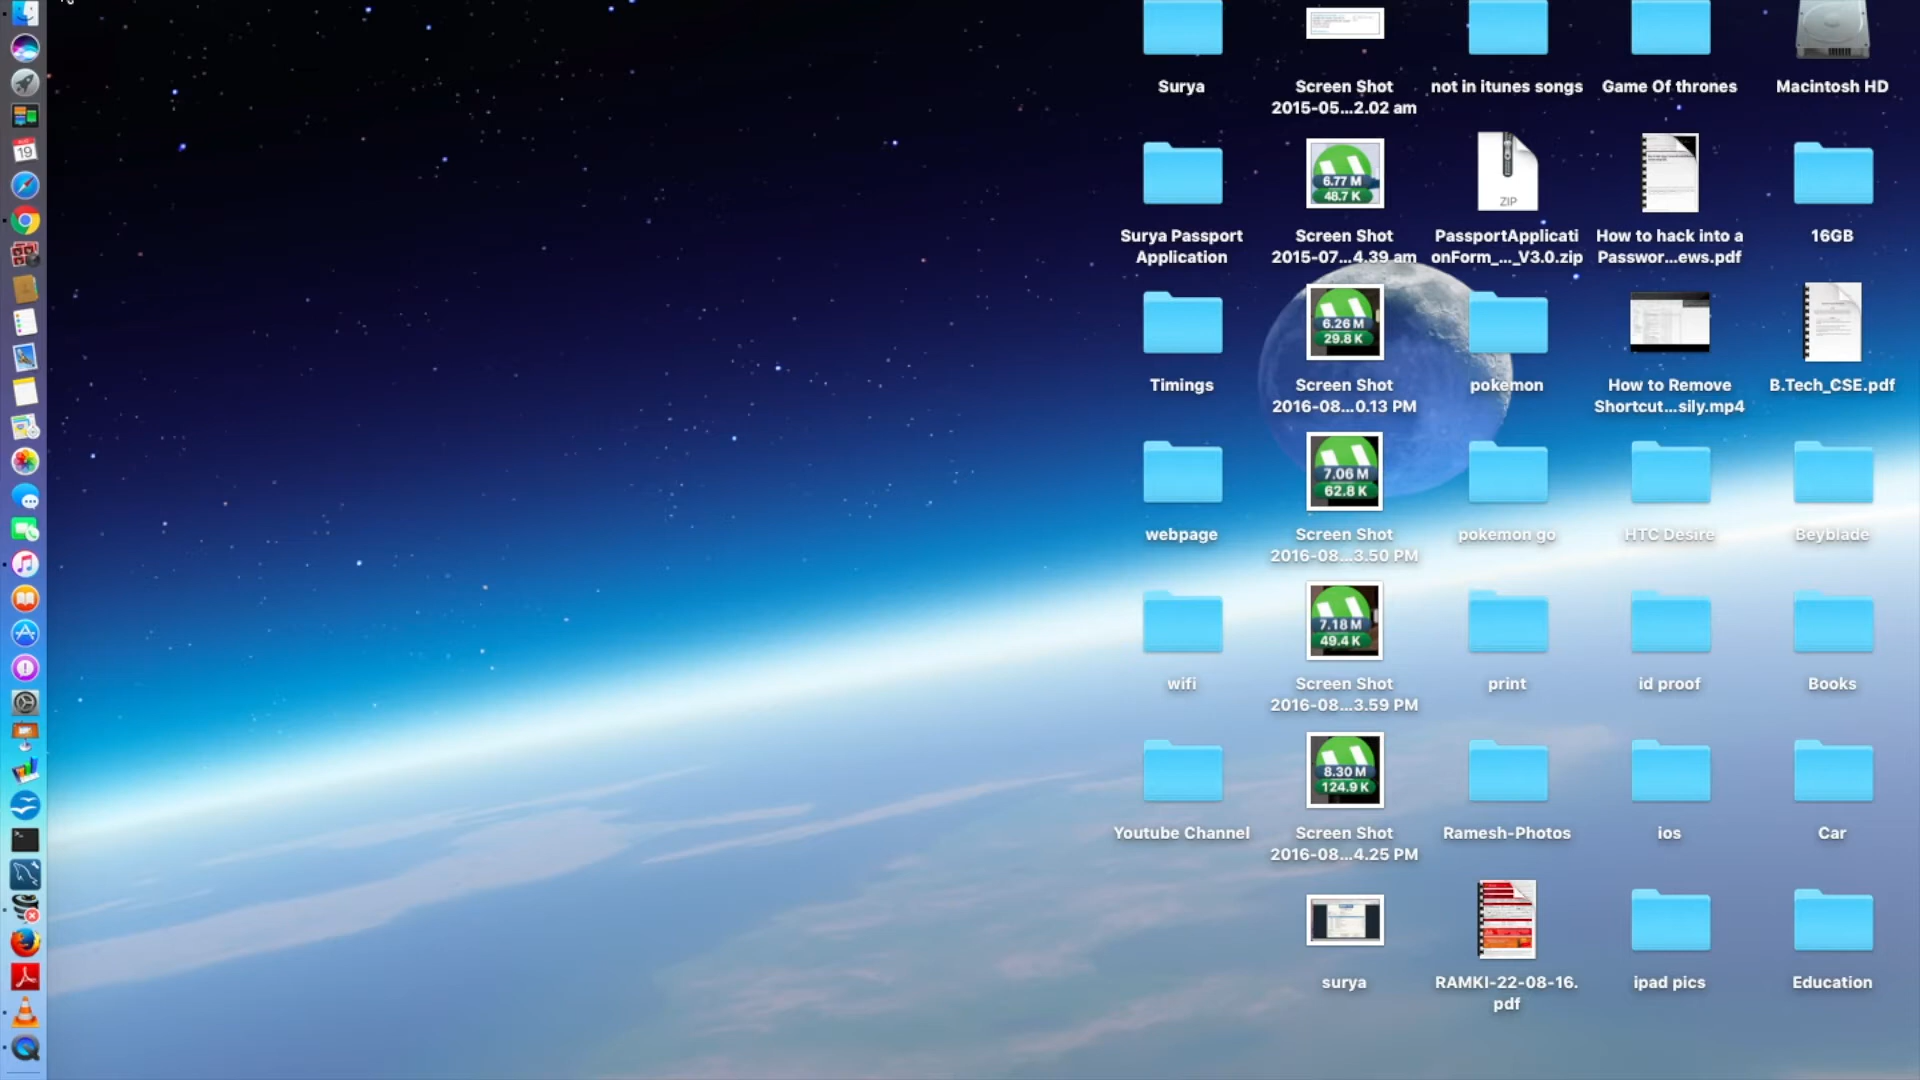 Surya
Screen Shot
2015-05...2.02 am
not in itunes songs
Game Of thrones
Macintosh HD
19
6.77 M
48.7 K
ZIP
Surya Passport
Application
Screen Shot
2015-07...4.39 am
PassportApplicati
onForm_..._V3.0.zip
How to hack into a
Passwor...ews.pdf
16GB
6.26 M
29.8 K
Timings
Screen Shot
2016-08...0.13 PM
pokemon
How to Remove
Shortcut...sily.mp4
B.Tech_CSE.pdf
7.06 M
62.8 K
webpage
Screen Shot
2016-08...3.50 PM
pokemon go
HTC Desire
Beyblade
7.18 M
49.4 K
wifi
Screen Shot
2016-08...3.59 PM
print
id proof
Books
8.30 M
124.9 K
Youtube Channel
Screen Shot
2016-08...4.25 PM
Ramesh-Photos
ios
Car
surya
RAMKI-22-08-16.
pdf
ipad pics
Education